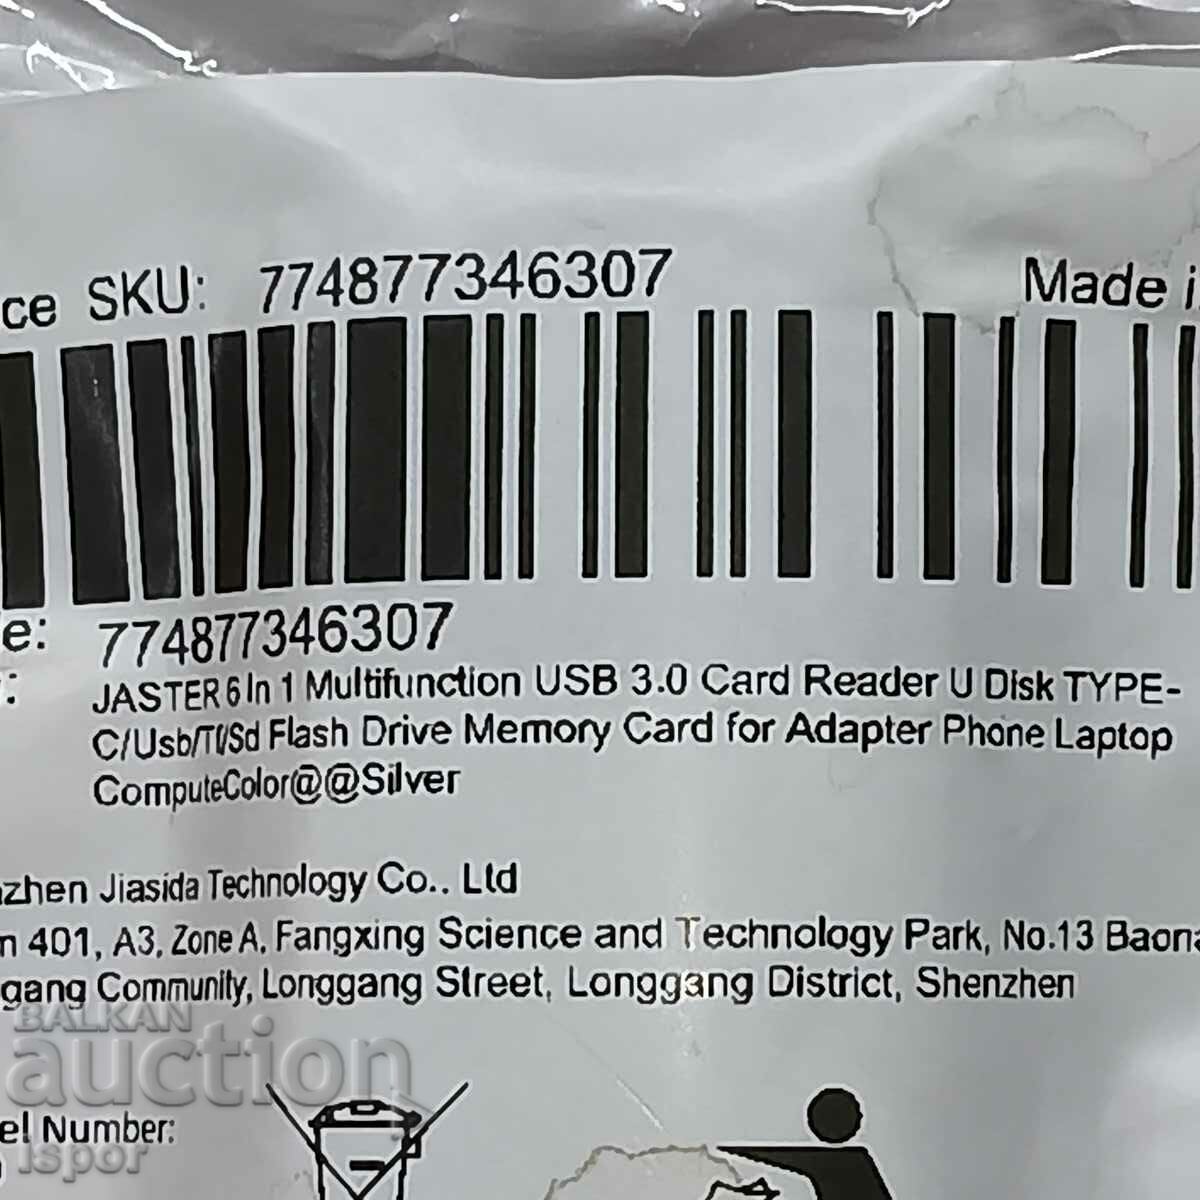 ce SKU: 774877346307
Made i
e: 774877346307
: JASTER 6 In 1 Multifunction USB 3.0 Card Reader U Disk TYPE-
C/Usb/Tf/Sd Flash Drive Memory Card for Adapter Phone Laptop
ComputeColor@@Silver
zhen Jiasida Technology Co.. Ltd
m 401, A3, Zone A, Fangxing Science and Technology Park, No.13 Baona
gang Community, Longgang Street, Longgang District, Shenzhen
BALKAN
auction
el Number:
Ispor